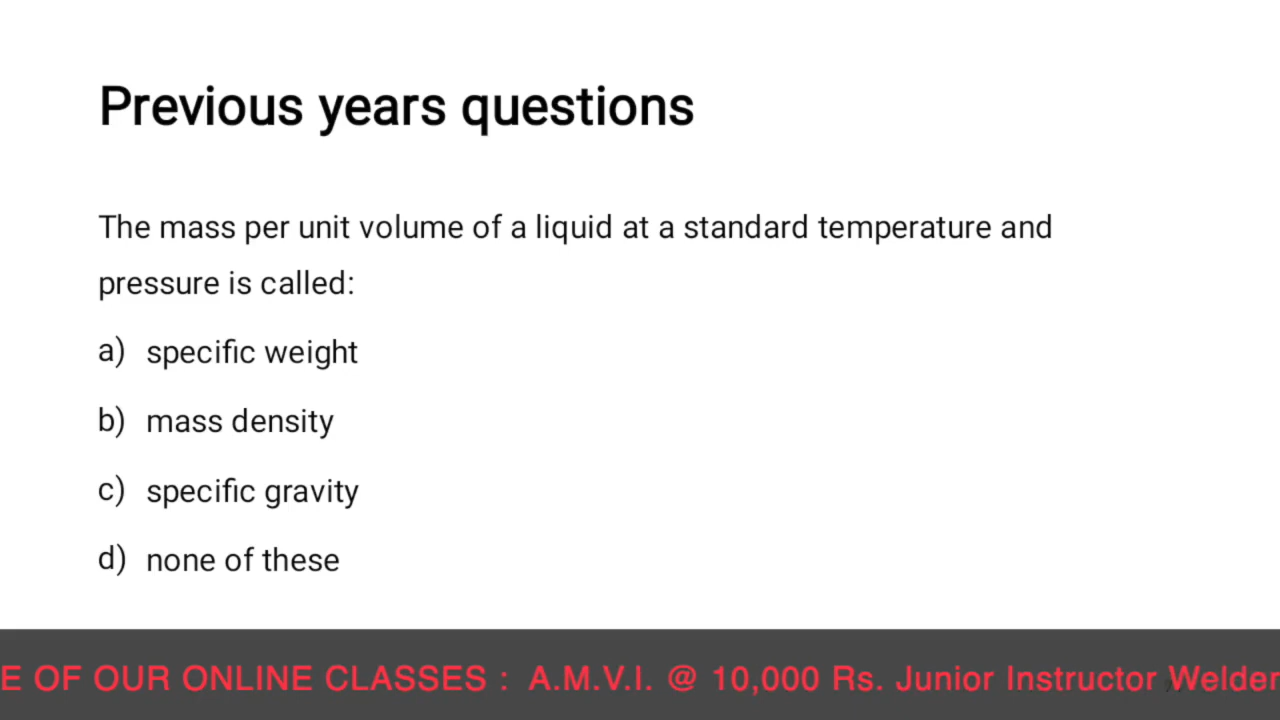 Previous years questions
The mass per unit volume of a liquid at a standard temperature and
pressure is called:
a) specific weight
b) mass density
c) specific gravity
d) none of these
E OF OUR ONLINE CLASSES : A.M.V.I. @ 10,000 Rs. Junior Instructor Welder